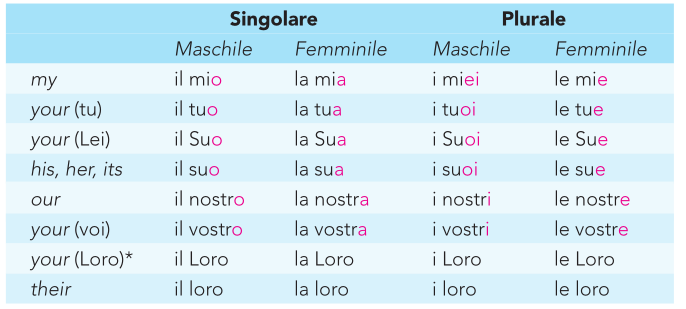 Singolare Plurale
Maschile Femminile Maschile Femminile
my il mio la mia i miei le mie
your (tu) il tuo la tua i tuoi le tue
your (Lei) il Suo la Sua i Suoi le Sue
his, her, its il suo la sua i suoi le sue
our il nostro la nostra i nostri le nostre
your (voi) il vostro la vostra i vostri le vostre
your (Loro)* il Loro la Loro i Loro le Loro
their il loro la loro i loro le loro